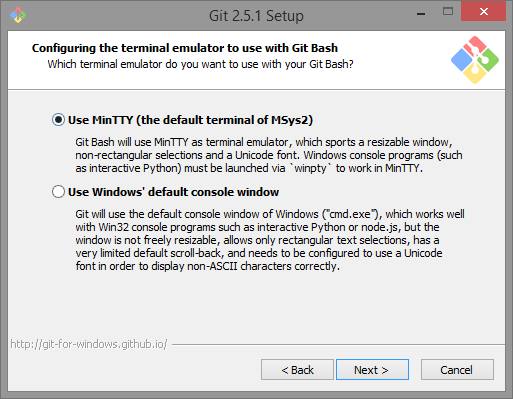 Git 2.5.1 Setup
Configuring the terminal emulator to use with Git Bash
Which terminal emulator do you want to use with your Git Bash?
Use MinTTY (the default terminal of MSys2)
Git Bash will use MinTTY as terminal emulator, which sports a resizable window,
non-rectangular selections and a Unicode font. Windows console programs (such
as interactive Python) must be launched via `winpty` to work in MinTTY.
Use Windows' default console window
Git will use the default console window of Windows ("cmd.exe"), which works well
with Win32 console programs such as interactive Python or node.js, but the
window is not freely resizable, allows only rectangular text selections, has a
very limited default scroll-back, and needs to be configured to use a Unicode
font in order to display non-ASCII characters correctly.
http://git-for-windows.github.io/
< Back
Next >
Cancel